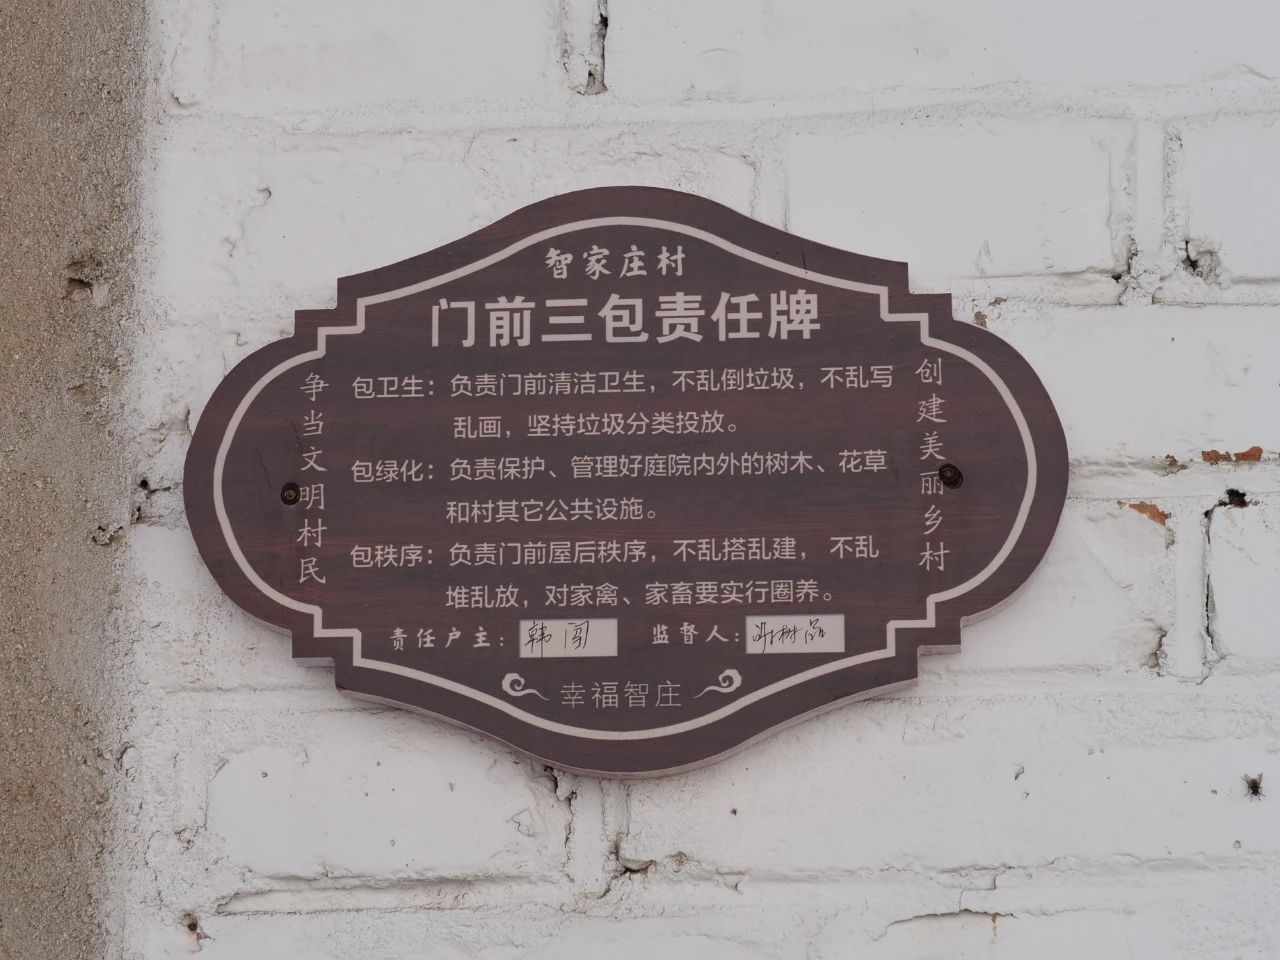 智家庄村
门前三包责任牌
争当文明村民
包卫生：负责门前清洁卫生，不乱倒垃圾，不乱写
乱画，坚持垃圾分类投放。
包绿化：负责保护、管理好庭院内外的树木、花草
和村其它公共设施。
包秩序：负责门前屋后秩序，不乱搭乱建，不乱
堆乱放，对家禽、家畜要实行圈养。
创建美丽乡村
责任户主：韩 监督人：树
幸福智庄